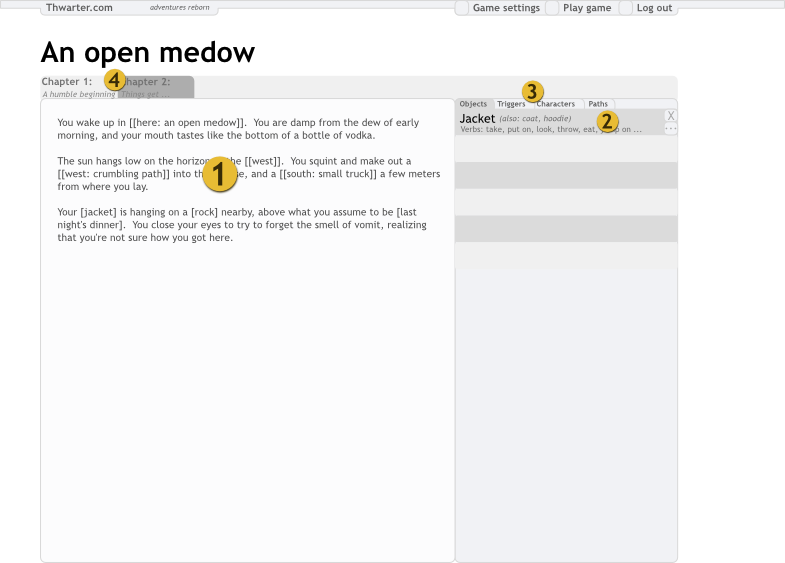 Thwarter.com adventures reborn Game settings Play game Log out
An open medow
Chapter 1: 4 hapter 2:
A humble beginning Things get ...
3
Objects Triggers Characters Paths
You wake up in [[here: an open medow]]. You are damp from the dew of early
morning, and your mouth tastes like the bottom of a bottle of vodka.
The sun hangs low on the horizon the [[west]]. You squint and make out a
[[west: crumbling path]] into th e, and a [[south: small truck]] a few meters
from where you lay.
1
Your [jacket] is hanging on a [rock] nearby, above what you assume to be [last
night's dinner]. You close your eyes to try to forget the smell of vomit, realizing
that you're not sure how you got here.
Jacket (also: coat, hoodie) X
Verbs: take, put on, look, throw, eat, p on ... ...
2